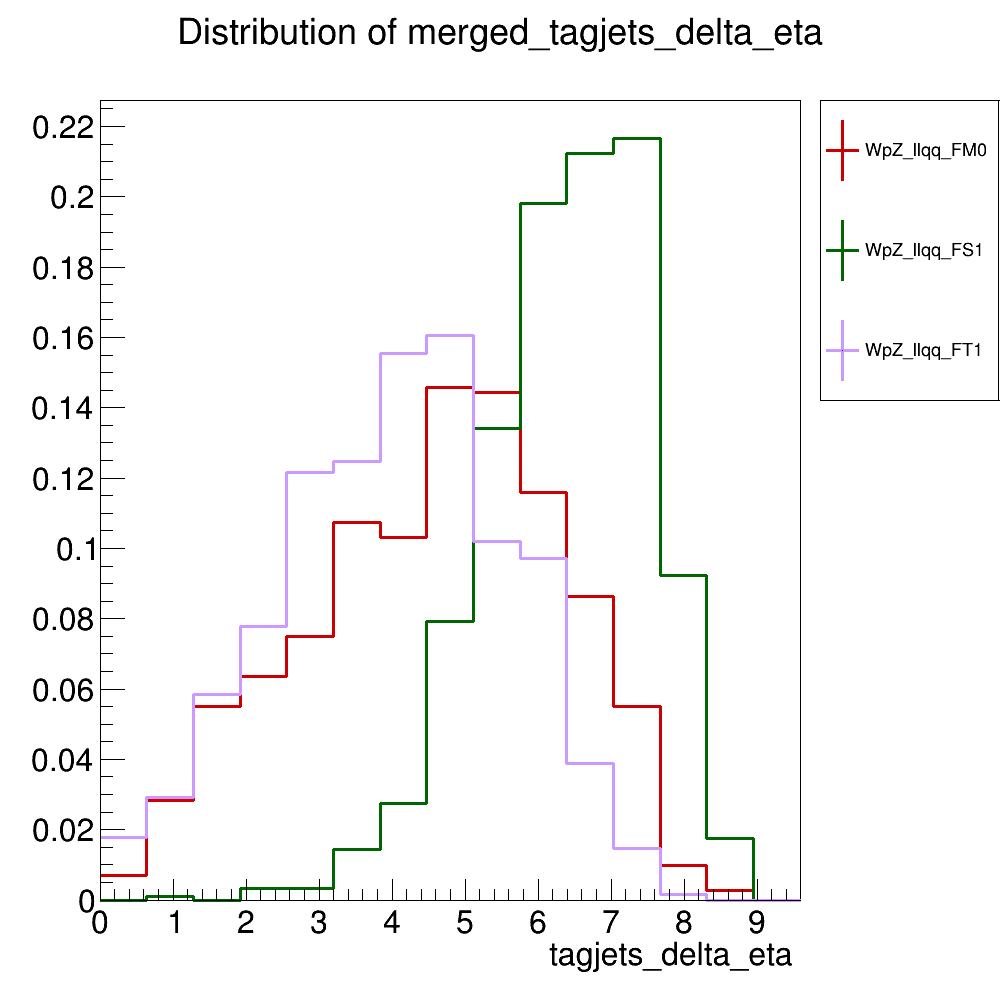 Distribution of merged_tagjets_delta_eta
0.22
0.2
0.18
0.16
0.14
0.12
0.1
0.08
0.06
0.04
0.02
0
0 1 2 3 4 5 6 7 8 9
tagjets_delta_eta
WpZ_llqq_FM0
WpZ_llqq_FS1
WpZ_llqq_FT1